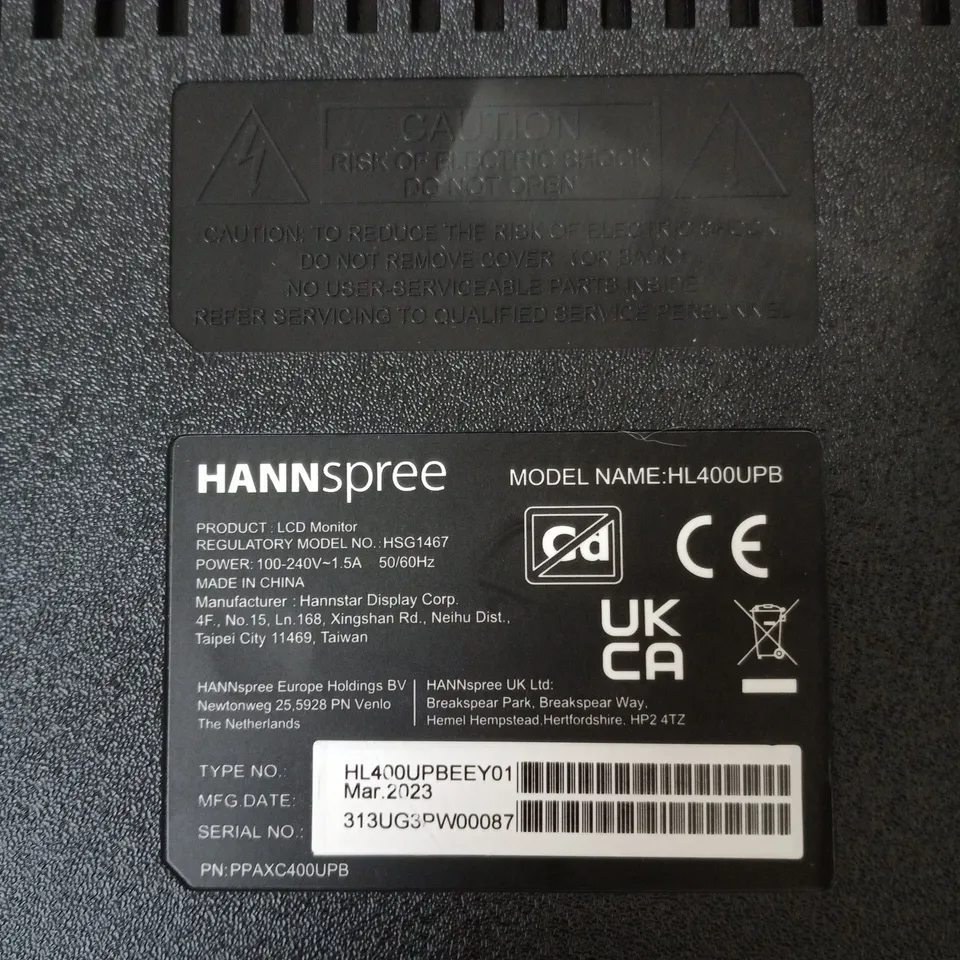 CAUTION
RISK OF ELECTRIC SHOCK
DO NOT OPEN
CAUTION: TO REDUCE THE RISK OF ELECTRIC SHOCK,
DO NOT REMOVE COVER (OR BACK)
NO USER-SERVICEABLE PARTS INSIDE
REFER SERVICING TO QUALIFIED SERVICE PERSONNEL
HANNspree
MODEL NAME:HL400UPB
PRODUCT : LCD Monitor
REGULATORY MODEL NO.: HSG1467
POWER: 100-240V~1.5A 50/60Hz
MADE IN CHINA
Manufacturer : Hannstar Display Corp.
4F., No.15, Ln.168, Xingshan Rd., Neihu Dist.,
Taipei City 11469, Taiwan
Cd
CE
UK
CA
HANNspree Europe Holdings BV
Newtonweg 25,5928 PN Venlo
The Netherlands
HANNspree UK Ltd:
Breakspear Park, Breakspear Way,
Hemel Hempstead,Hertfordshire, HP2 4TZ
TYPE NO.: HL400UPBEEY01
MFG.DATE: Mar.2023
SERIAL NO.: 313UG3PW00087
PN:PPAXC400UPB